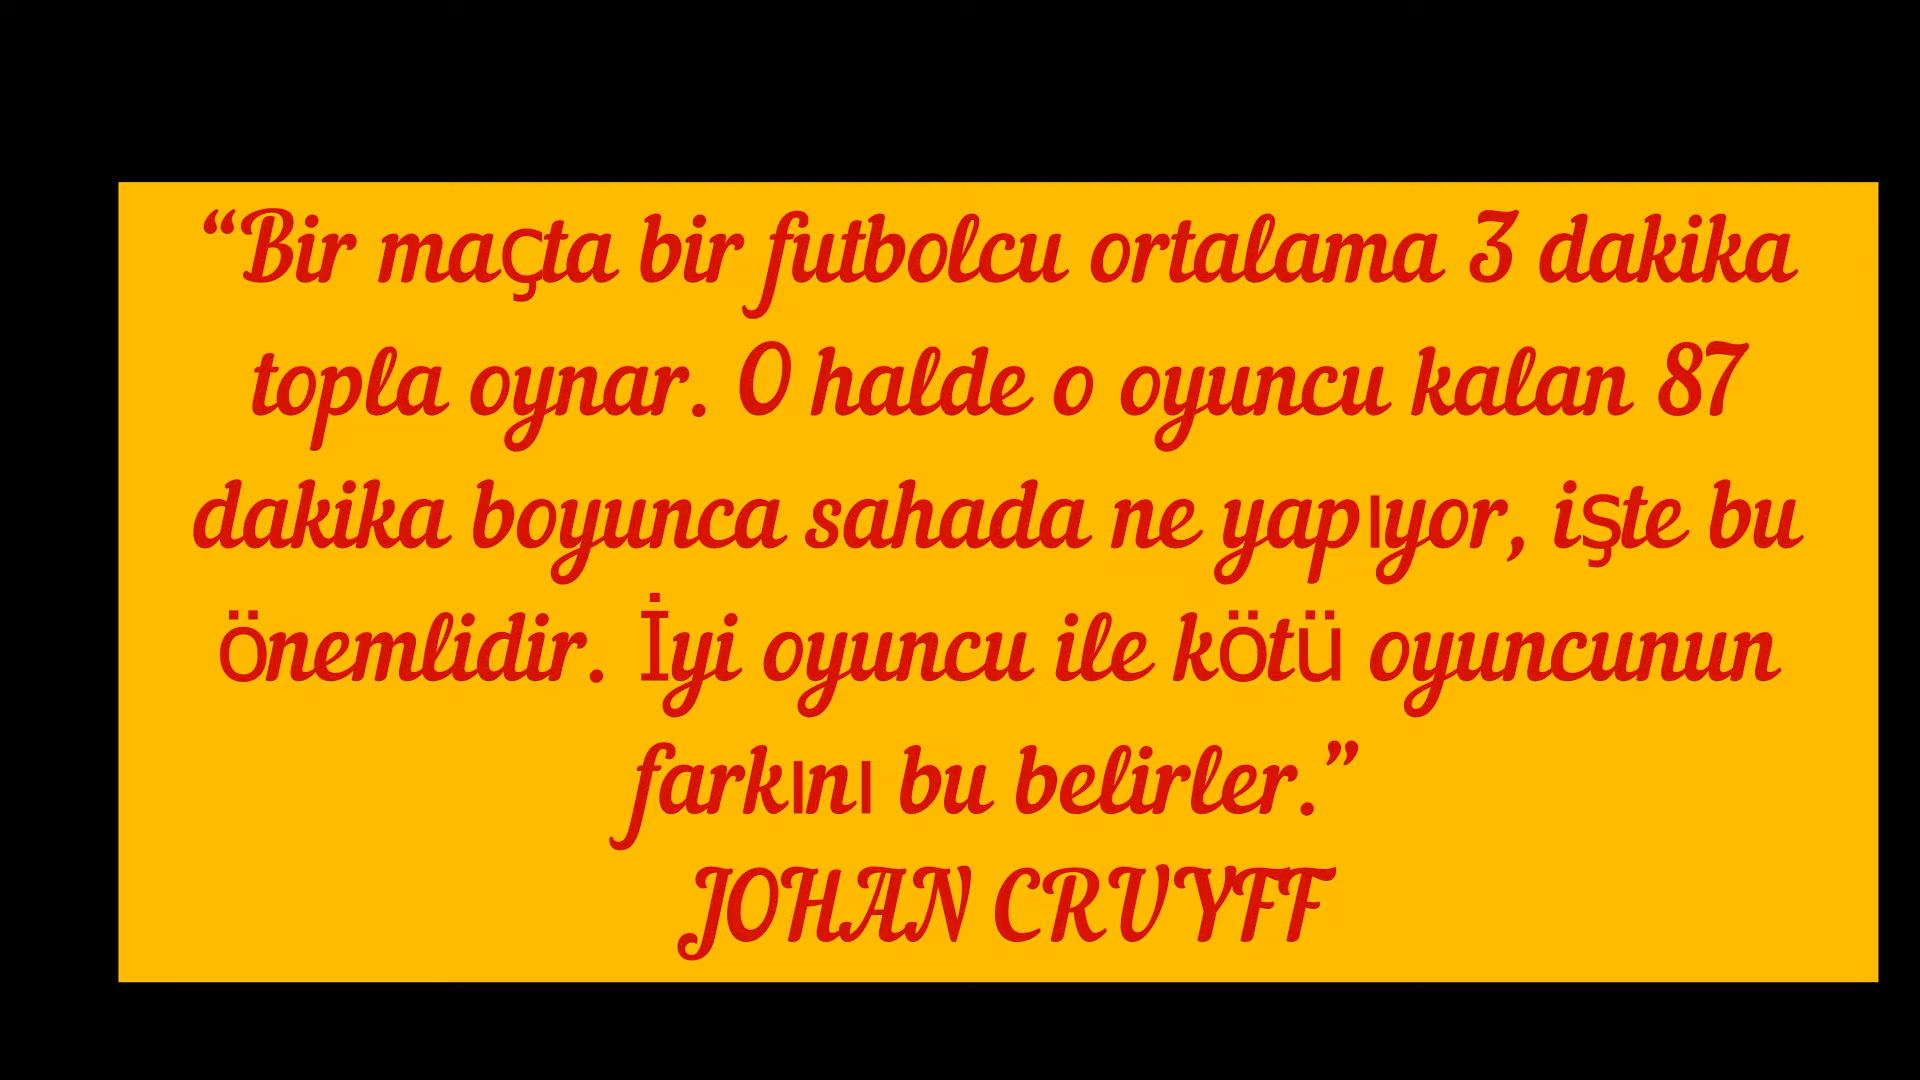 “Bir maçta bir futbolcu ortalama 3 dakika
topla oynar. O halde o oyuncu kalan 87
dakika boyunca sahada ne yapıyor, işte bu
önemlidir. İyi oyuncu ile kötü oyuncunun
farkını bu belirler.”
JOHAN CRUYFF